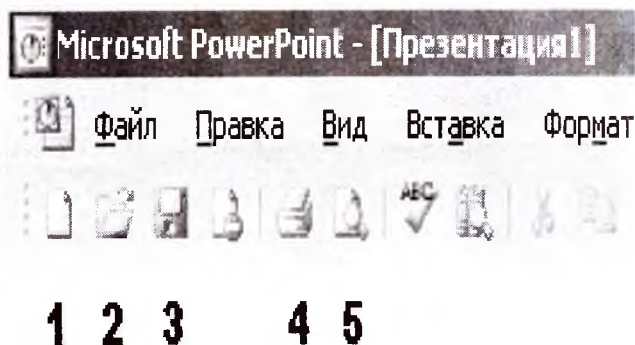 Microsoft PowerPoint - [Презентация1]
Файл Правка Вид Вставка Формат
ABC
1 2 3 4 5